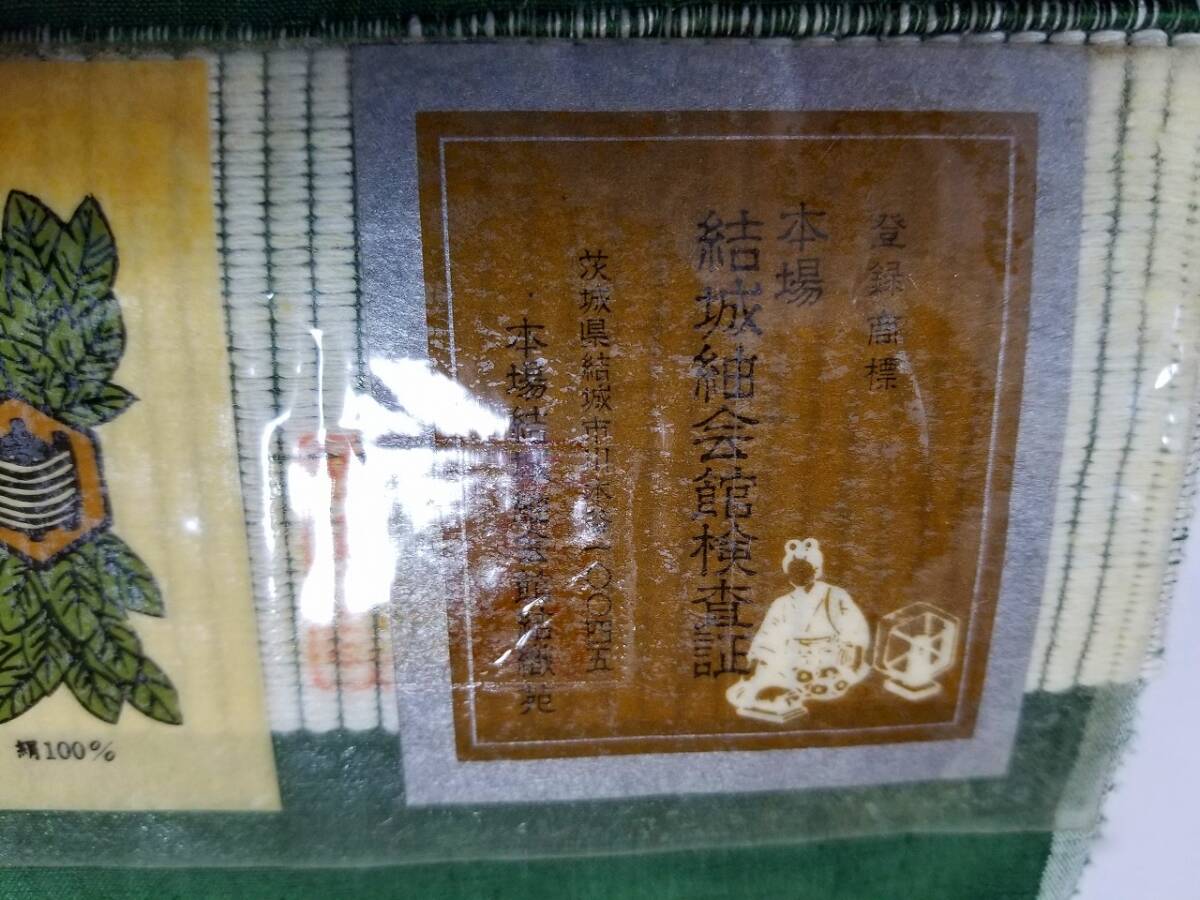 登録商標
本場
結城紬会館検査証
茨城県結城市
本場結
絹100%